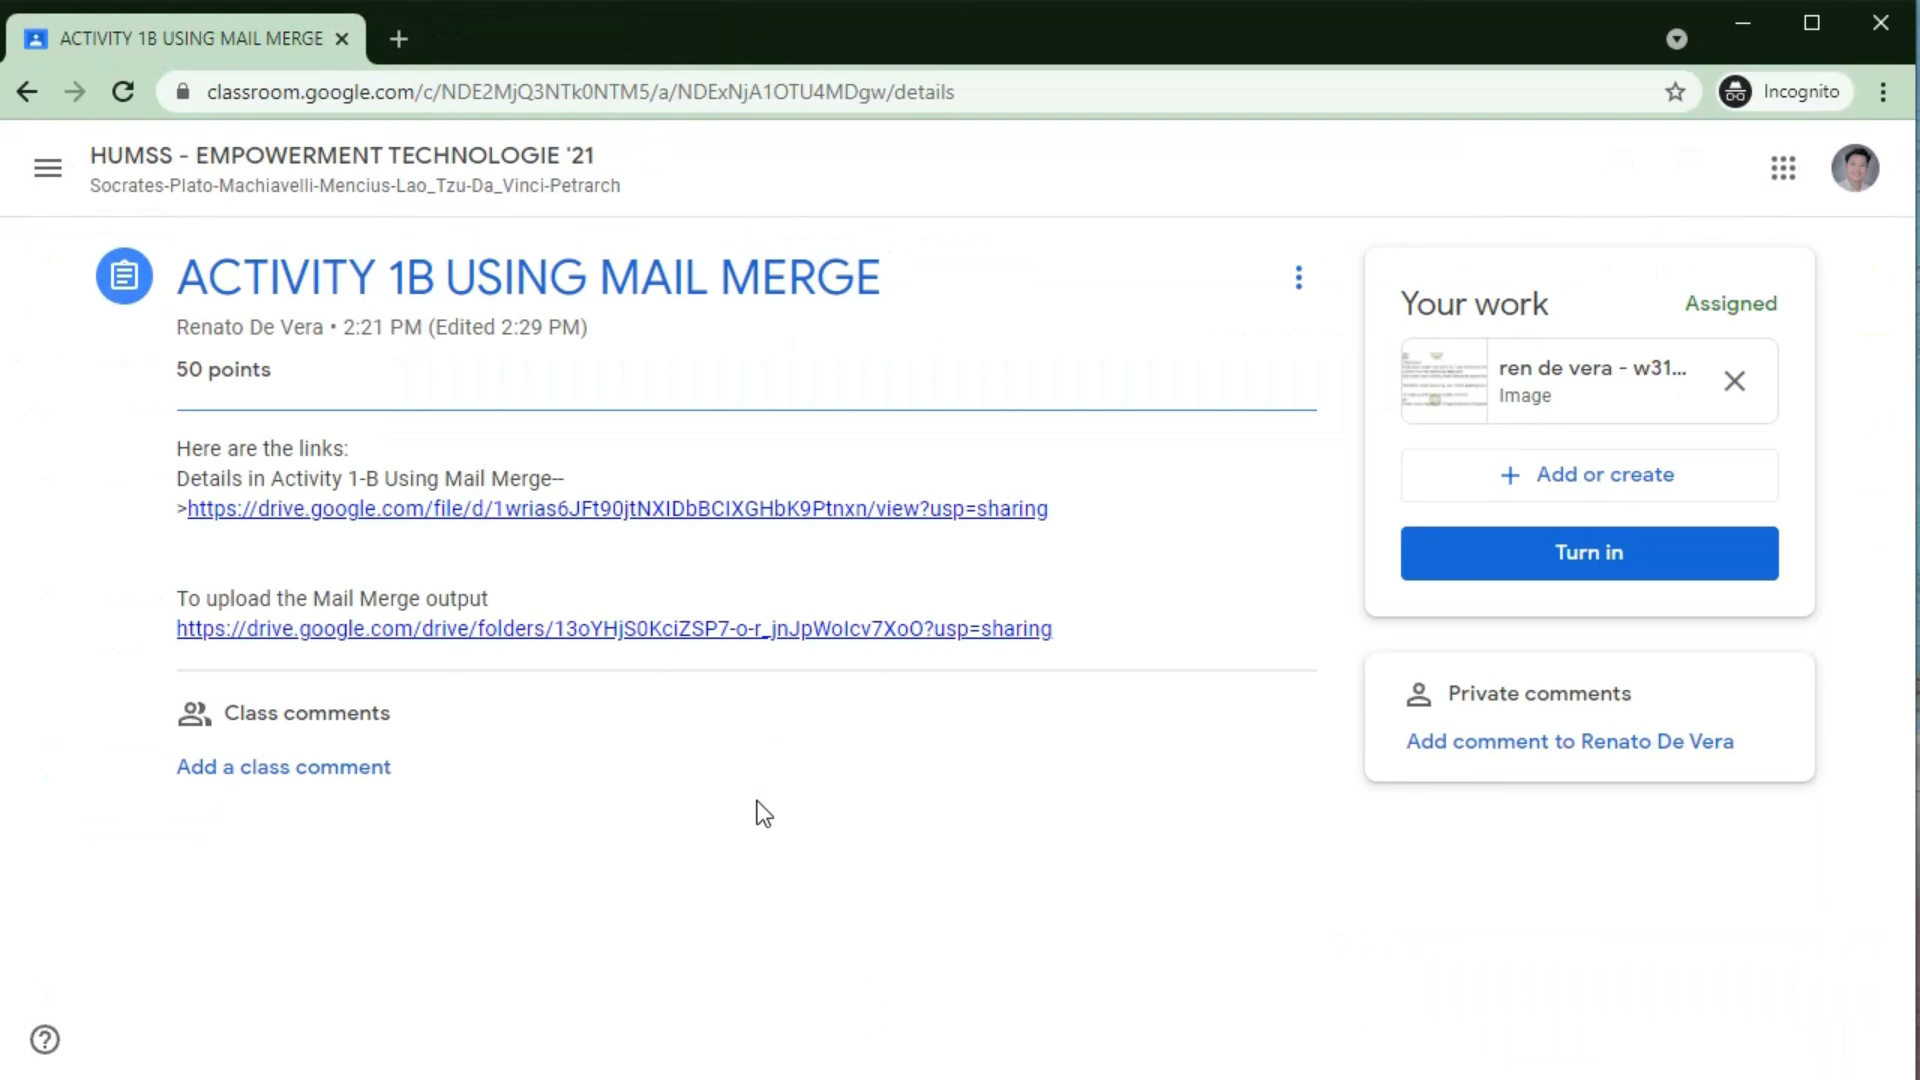 ACTIVITY 1B USING MAIL MERGE
classroom.google.com/c/NDE2MjQ3NTk0NTM5/a/NDExNjA1OTU4MDgw/details
Incognito
HUMSS - EMPOWERMENT TECHNOLOGIE '21
Socrates-Plato-Machiavelli-Mencius-Lao_Tzu-Da_Vinci-Petrarch
ACTIVITY 1B USING MAIL MERGE
Renato De Vera • 2:21 PM (Edited 2:29 PM)
50 points
Here are the links:
Details in Activity 1-B Using Mail Merge--
>https://drive.google.com/file/d/1wrias6JFt90jtNXIDbBCIXGHbK9Ptnxn/view?usp=sharing
To upload the Mail Merge output
https://drive.google.com/drive/folders/13oYHjS0KciZSP7-o-r_jnJpWoIcv7XoO?usp=sharing
Class comments
Add a class comment
Your work
Assigned
ren de vera - w31...
Image
+ Add or create
Turn in
Private comments
Add comment to Renato De Vera